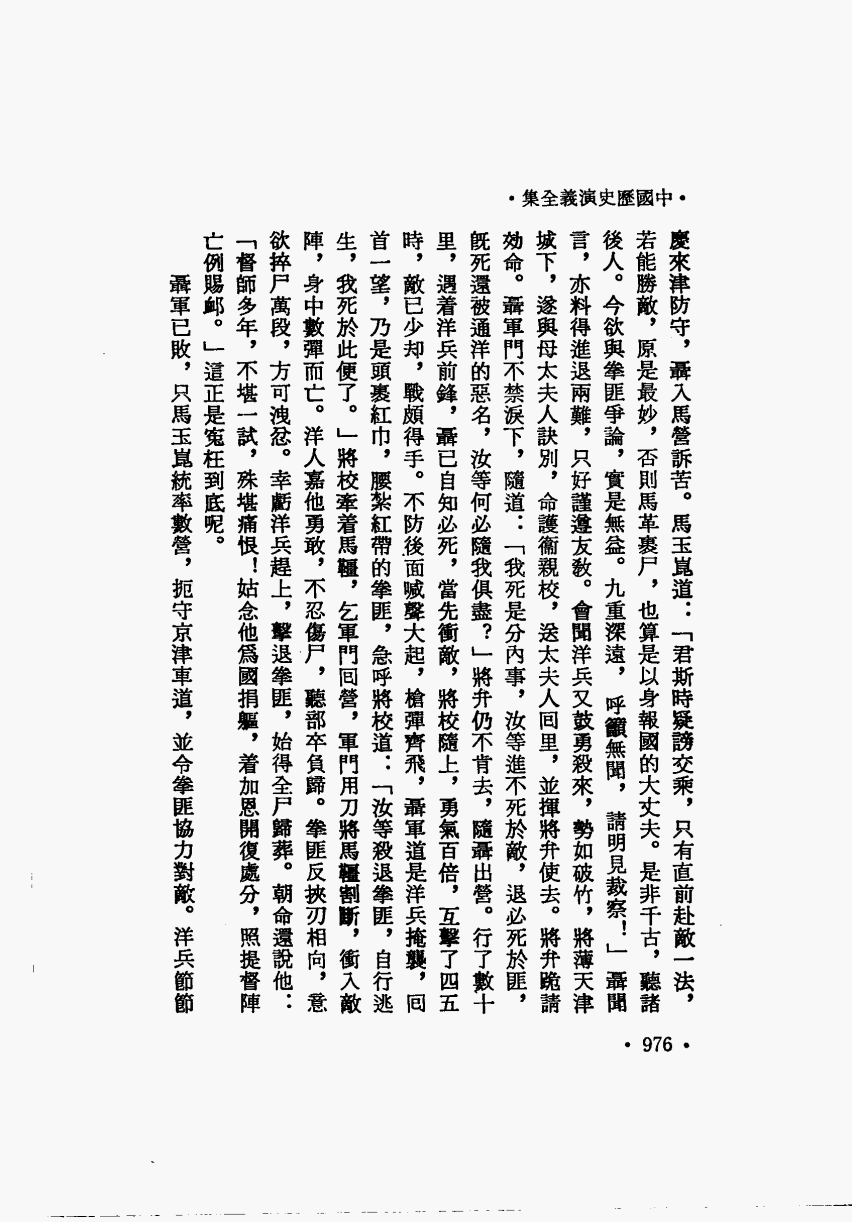 •中國歷史演義全集•
慶來津防守，聶入馬營訴苦。馬玉崑道：「君斯時疑謗交乘，只有直前赴敵一法，
若能勝敵，原是最妙，否則馬革裹尸，也算是以身報國的大丈夫。是非千古，聽諸
後人。今欲與拳匪爭論，實是無益。九重深遠，呼籲無聞，請明見裁察！」聶聞
言，亦料得進退兩難，只好謹遵友敎。會聞洋兵又鼓勇殺來，勢如破竹，將薄天津
城下，遂與母太夫人訣別，命護衞親校，送太夫人回里，並揮將弁使去。將弁跪請
効命。聶軍門不禁淚下，隨道：「我死是分內事，汝等進不死於敵，退必死於匪，
旣死還被通洋的惡名，汝等何必隨我俱盡？」將弁仍不肯去，隨聶出營。行了數十
里，遇着洋兵前鋒，聶已自知必死，當先衝敵，將校隨上，勇氣百倍，互擊了四五
時，敵已少却，戰頗得手。不防後面喊聲大起，槍彈齊飛，聶軍道是洋兵掩襲，回
首一望，乃是頭裹紅巾，腰紮紅帶的拳匪，急呼將校道：「汝等殺退拳匪，自行逃
生，我死於此便了。」將校牽着馬韁，乞軍門回營，軍門用刀將馬韁割斷，衝入敵
陣，身中數彈而亡。洋人嘉他勇敢，不忍傷尸，聽部卒負歸。拳匪反挾刃相向，意
欲捽尸萬段，方可洩忿。幸虧洋兵趕上，擊退拳匪，始得全尸歸葬。朝命還說他：
「督師多年，不堪一試，殊堪痛恨！姑念他爲國捐軀，着加恩開復處分，照提督陣
亡例賜卹。」這正是寃枉到底呢。
聶軍已敗，只馬玉崑統率數營，扼守京津車道，並令拳匪協力對敵。洋兵節節
•976•